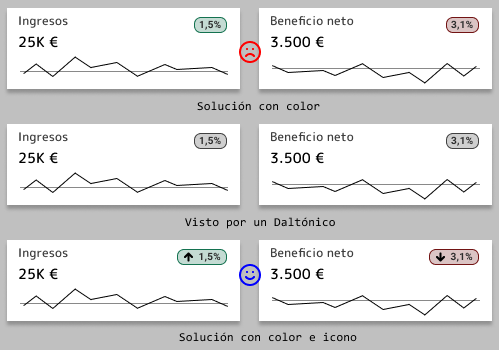 Ingresos 1,5%
25K €
Beneficio neto 3,1%
3.500 €
Solución con color
Ingresos 1,5%
25K €
Beneficio neto 3,1%
3.500 €
Visto por un Daltónico
Ingresos 1,5%
25K €
Beneficio neto 3,1%
3.500 €
Solución con color e icono